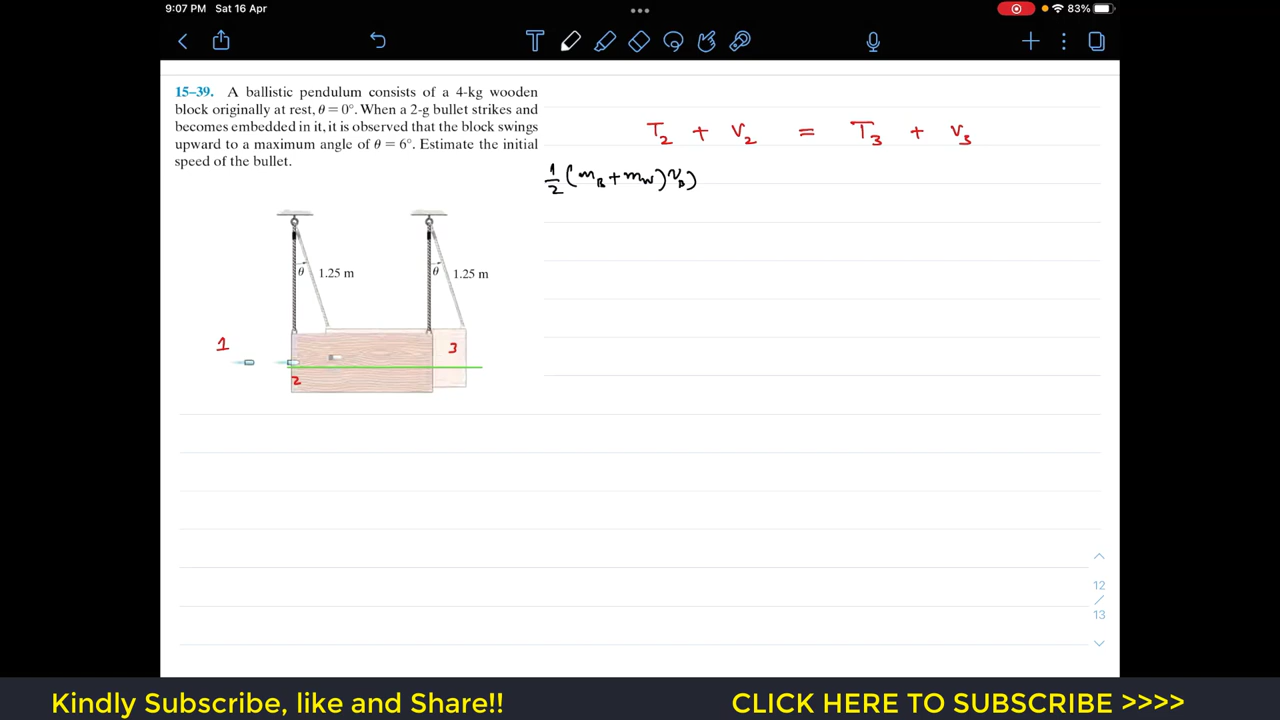 9:07 PM Sat 16 Apr
83%
15–39. A ballistic pendulum consists of a 4-kg wooden
block originally at rest, θ = 0°. When a 2-g bullet strikes and
becomes embedded in it, it is observed that the block swings
upward to a maximum angle of θ = 6°. Estimate the initial
speed of the bullet.
T₂ + V₂ = T₃ + V₃
1/2 (m_B + m_W) v_B)
θ 1.25 m θ 1.25 m
1
3
2
12
13
Kindly Subscribe, like and Share!!
CLICK HERE TO SUBSCRIBE >>>>